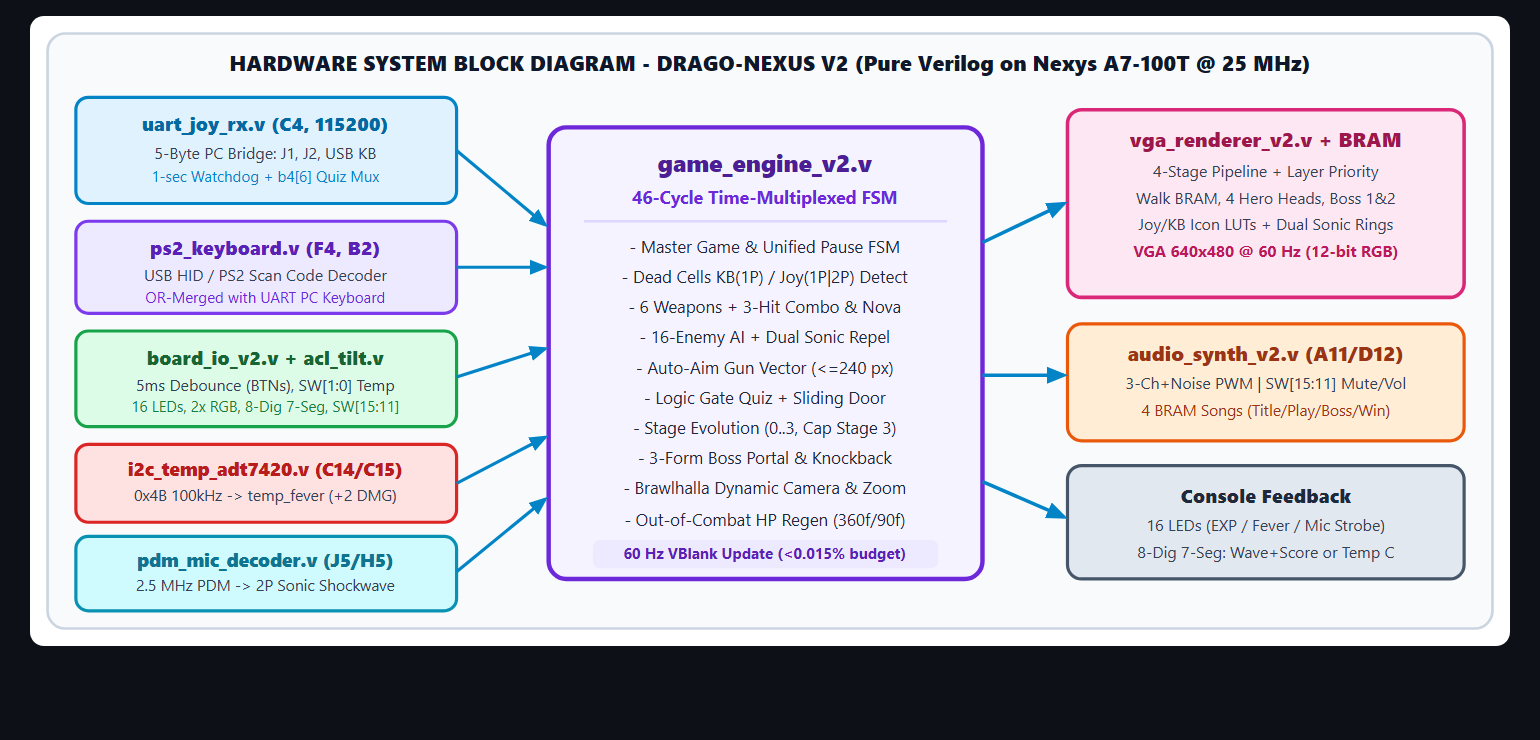 HARDWARE SYSTEM BLOCK DIAGRAM - DRAGO-NEXUS V2 (Pure Verilog on Nexys A7-100T @ 25 MHz)
uart_joy_rx.v (C4, 115200)
5-Byte PC Bridge: J1, J2, USB KB
1-sec Watchdog + b4[6] Quiz Mux
ps2_keyboard.v (F4, B2)
USB HID / PS2 Scan Code Decoder
OR-Merged with UART PC Keyboard
board_io_v2.v + acl_tilt.v
5ms Debounce (BTNs), SW[1:0] Temp
16 LEDs, 2x RGB, 8-Dig 7-Seg, SW[15:11]
i2c_temp_adt7420.v (C14/C15)
0x4B 100kHz -> temp_fever (+2 DMG)
pdm_mic_decoder.v (J5/H5)
2.5 MHz PDM -> 2P Sonic Shockwave
game_engine_v2.v
46-Cycle Time-Multiplexed FSM
- Master Game & Unified Pause FSM
- Dead Cells KB(1P) / Joy(1P|2P) Detect
- 6 Weapons + 3-Hit Combo & Nova
- 16-Enemy AI + Dual Sonic Repel
- Auto-Aim Gun Vector (<=240 px)
- Logic Gate Quiz + Sliding Door
- Stage Evolution (0..3, Cap Stage 3)
- 3-Form Boss Portal & Knockback
- Brawlhalla Dynamic Camera & Zoom
- Out-of-Combat HP Regen (360f/90f)
60 Hz VBlank Update (<0.015% budget)
vga_renderer_v2.v + BRAM
4-Stage Pipeline + Layer Priority
Walk BRAM, 4 Hero Heads, Boss 1&2
Joy/KB Icon LUTs + Dual Sonic Rings
VGA 640x480 @ 60 Hz (12-bit RGB)
audio_synth_v2.v (A11/D12)
3-Ch+Noise PWM | SW[15:11] Mute/Vol
4 BRAM Songs (Title/Play/Boss/Win)
Console Feedback
16 LEDs (EXP / Fever / Mic Strobe)
8-Dig 7-Seg: Wave+Score or Temp C